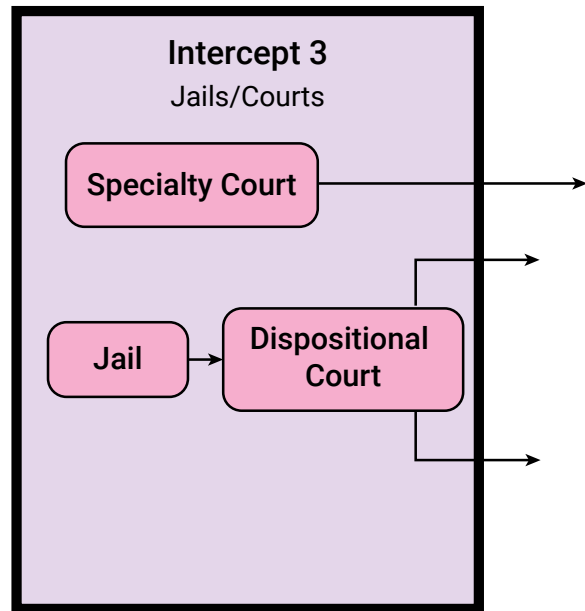 Intercept 3
Jails/Courts
Specialty Court
Jail
Dispositional
Court